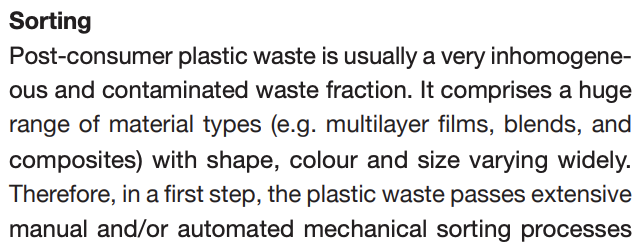 Sorting
Post-consumer plastic waste is usually a very inhomogene-
ous and contaminated waste fraction. It comprises a huge
range of material types (e.g. multilayer films, blends, and
composites) with shape, colour and size varying widely.
Therefore, in a first step, the plastic waste passes extensive
manual and/or automated mechanical sorting processes